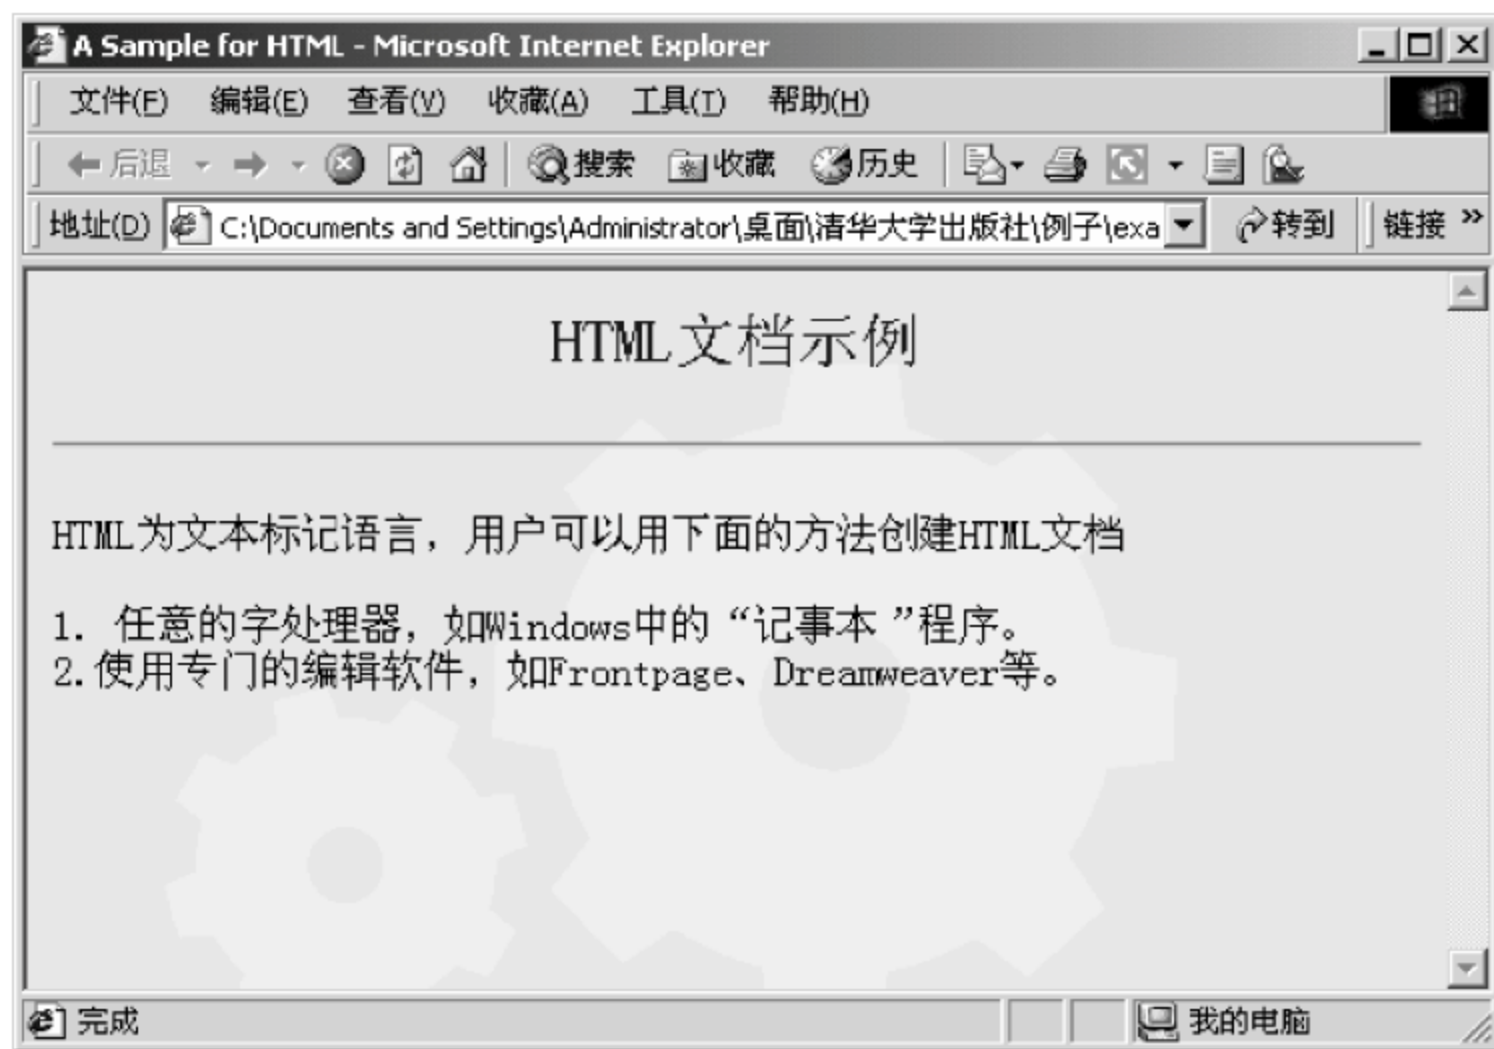 A Sample for HTML - Microsoft Internet Explorer
文件(F) 编辑(E) 查看(V) 收藏(A) 工具(T) 帮助(H)
后退 搜索 收藏 历史
地址(D) C:\Documents and Settings\Administrator\桌面\清华大学出版社\例子\exa 转到 链接 »
HTML文档示例
HTML为文本标记语言，用户可以用下面的方法创建HTML文档
1. 任意的字处理器，如Windows中的“记事本 ”程序。
2.使用专门的编辑软件，如Frontpage、Dreamweaver等。
完成 我的电脑